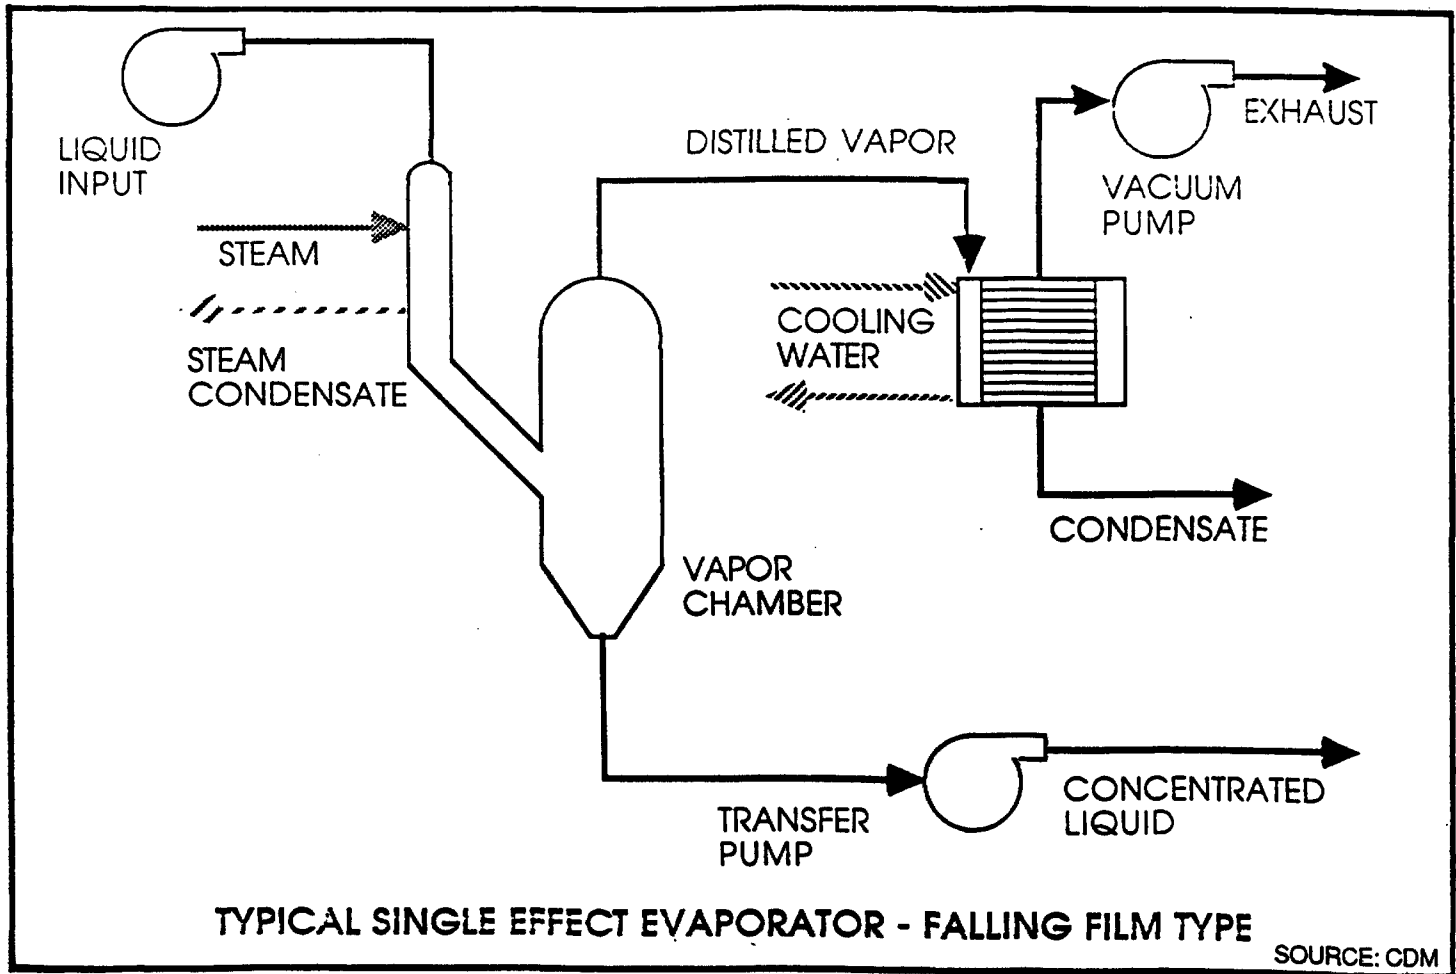 LIQUID
INPUT
STEAM
STEAM
CONDENSATE
DISTILLED VAPOR
COOLING
WATER
EXHAUST
VACUUM
PUMP
CONDENSATE
VAPOR
CHAMBER
TRANSFER
PUMP
CONCENTRATED
LIQUID
TYPICAL SINGLE EFFECT EVAPORATOR - FALLING FILM TYPE
SOURCE: CDM